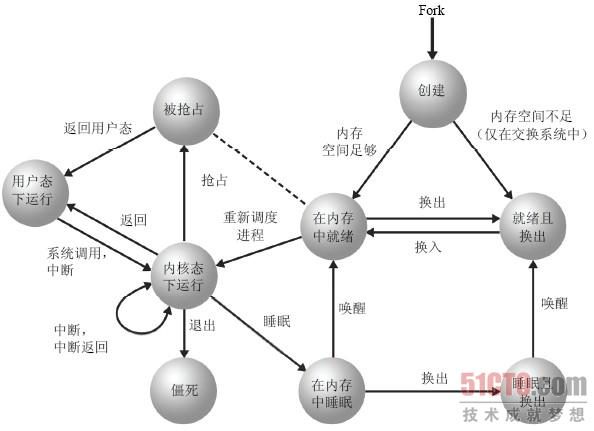 Fork
创建
被抢占
返回用户态
内存
空间足够
内存空间不足
（仅在交换系统中）
抢占
用户态
下运行
返回
重新调度
进程
在内存
中就绪
换出
换入
就绪且
换出
系统调用，
中断
内核态
下运行
中断，
中断返回
退出
睡眠
唤醒
唤醒
僵死
在内存
中睡眠
换出
睡眠且
换出
51CTO.com
技术成就梦想